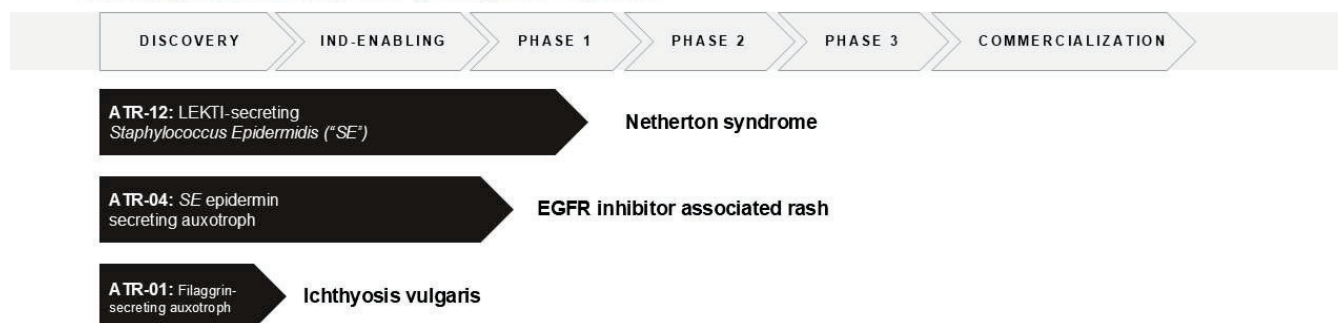 DISCOVERY IND-ENABLING PHASE 1 PHASE 2 PHASE 3 COMMERCIALIZATION
ATR-12: LEKTI-secreting
Staphylococcus Epidermidis ("SE")
Netherton syndrome
ATR-04: SE epidermin
secreting auxotroph
EGFR inhibitor associated rash
ATR-01: Filaggrin-
secreting auxotroph
Ichthyosis vulgaris